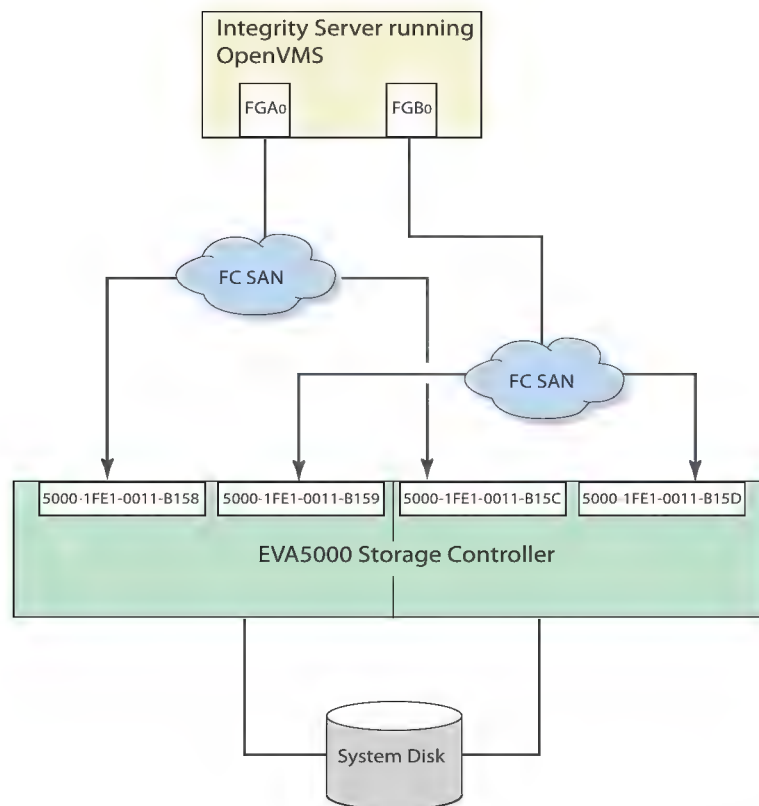 Integrity Server running
OpenVMS
FGA0
FGB0
FC SAN
FC SAN
5000-1FE1-0011-B158
5000-1FE1-0011-B159
5000-1FE1-0011-B15C
5000-1FE1-0011-B15D
EVA5000 Storage Controller
System Disk